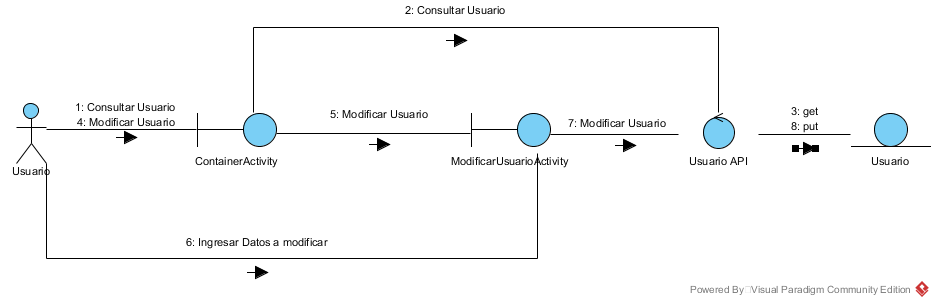 2: Consultar Usuario
1: Consultar Usuario
4: Modificar Usuario
5: Modificar Usuario
7: Modificar Usuario
3: get
8: put
Usuario
ContainerActivity
ModificarUsuarioActivity
Usuario API
Usuario
6: Ingresar Datos a modificar
Powered By Visual Paradigm Community Edition